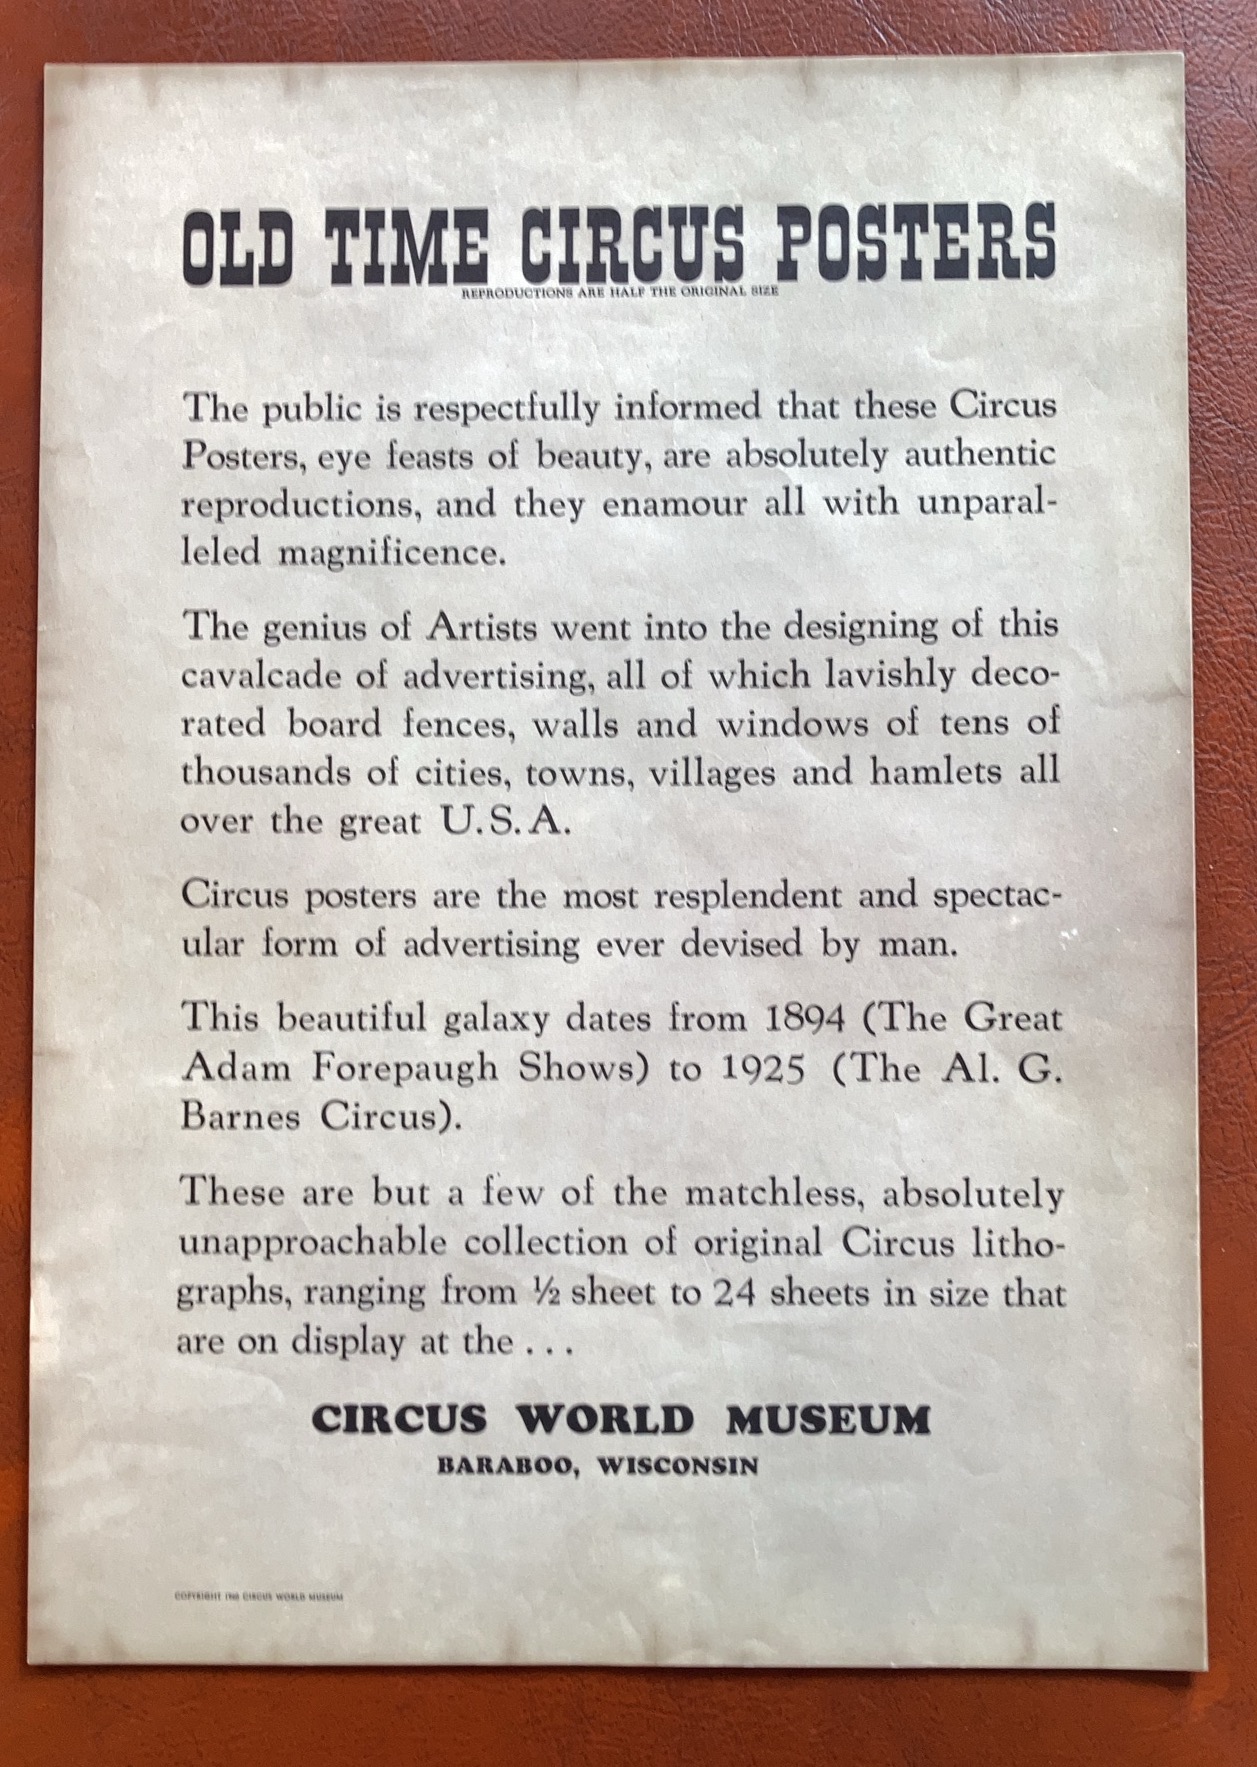 OLD TIME CIRCUS POSTERS
REPRODUCTIONS ARE HALF THE ORIGINAL SIZE
The public is respectfully informed that these Circus
Posters, eye feasts of beauty, are absolutely authentic
reproductions, and they enamour all with unparal-
leled magnificence.
The genius of Artists went into the designing of this
cavalcade of advertising, all of which lavishly deco-
rated board fences, walls and windows of tens of
thousands of cities, towns, villages and hamlets all
over the great U.S.A.
Circus posters are the most resplendent and spectac-
ular form of advertising ever devised by man.
This beautiful galaxy dates from 1894 (The Great
Adam Forepaugh Shows) to 1925 (The Al. G.
Barnes Circus).
These are but a few of the matchless, absolutely
unapproachable collection of original Circus litho-
graphs, ranging from ½ sheet to 24 sheets in size that
are on display at the . . .
CIRCUS WORLD MUSEUM
BARABOO, WISCONSIN
COPYRIGHT CIRCUS WORLD MUSEUM